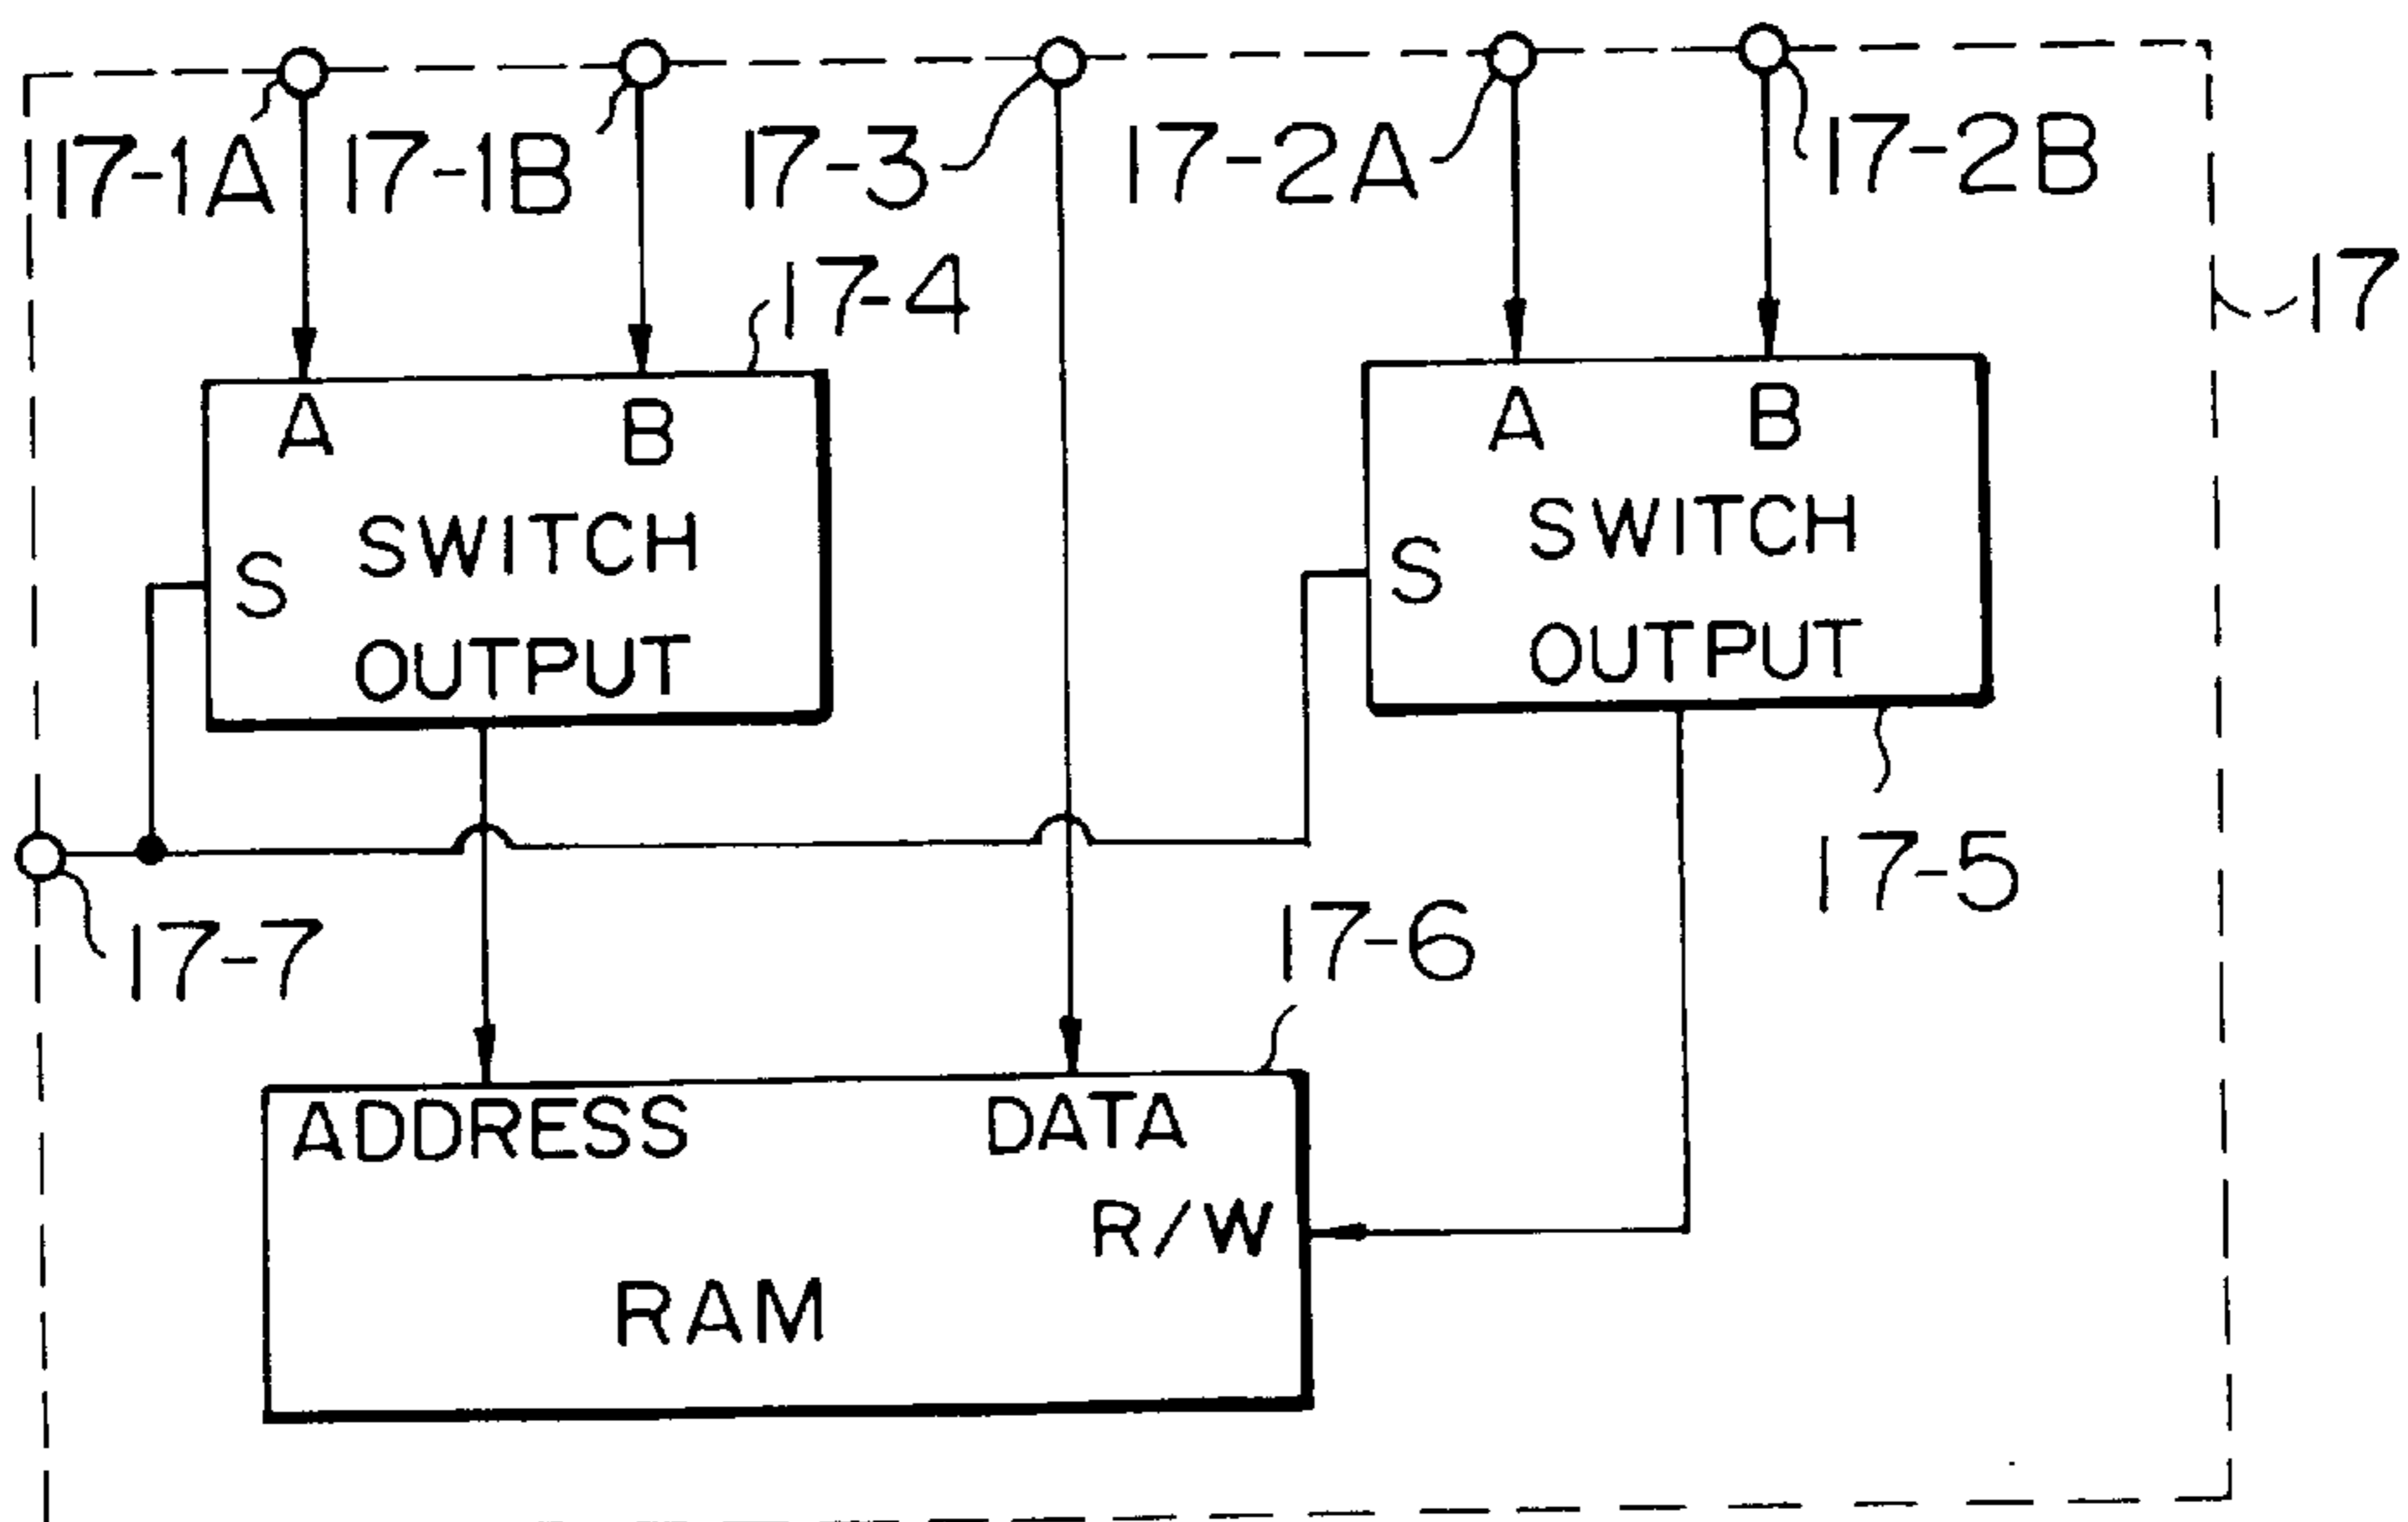 17-1A 17-1B 17-3 17-2A 17-2B
17-4 17
A B A B
SWITCH SWITCH
S S
OUTPUT OUTPUT
17-5
17-7 17-6
ADDRESS DATA
R/W
RAM